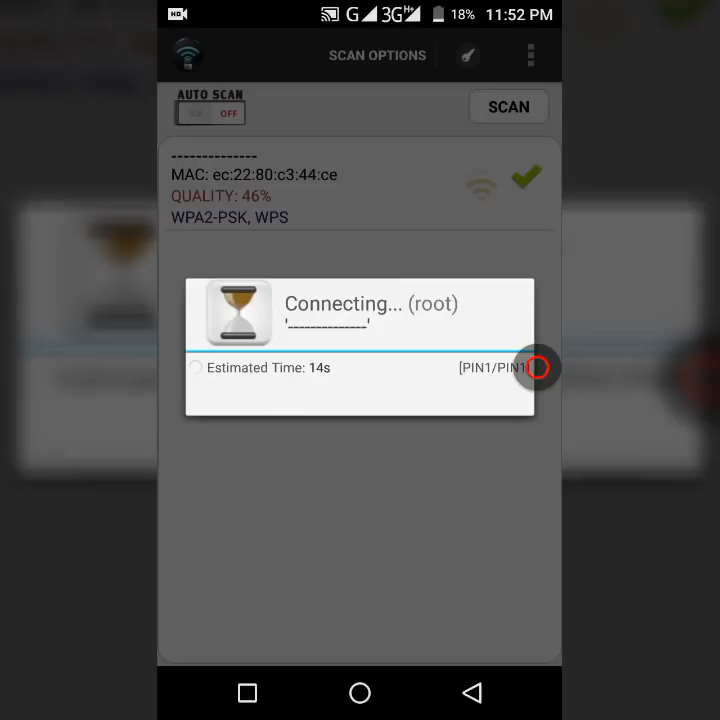 HD G 3G H+ 18% 11:52 PM
SCAN OPTIONS
AUTO SCAN
OFF
SCAN
--------------
MAC: ec:22:80:c3:44:ce
QUALITY: 46%
WPA2-PSK, WPS
Connecting... (root)
'--------------'
Estimated Time: 14s [PIN1/PIN1